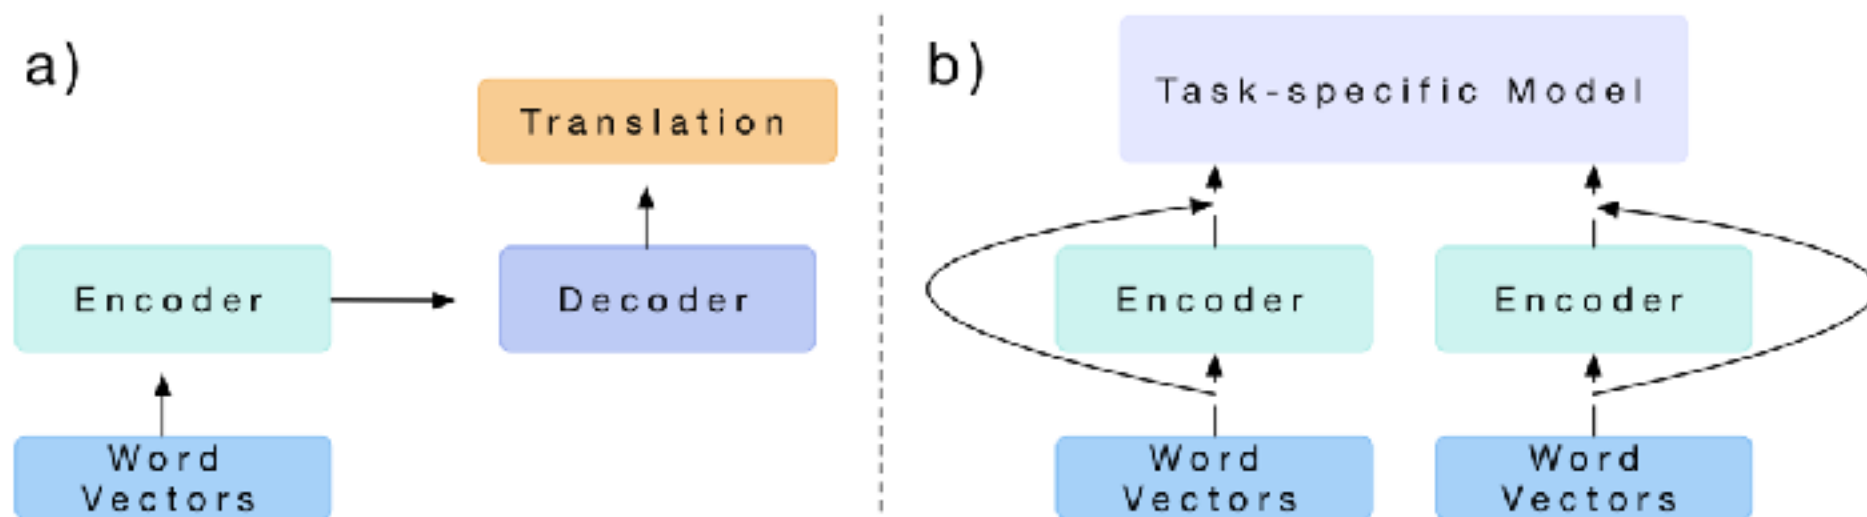 a)
Translation
Encoder
Decoder
Word
Vectors
b)
Task-specific Model
Encoder
Encoder
Word
Vectors
Word
Vectors